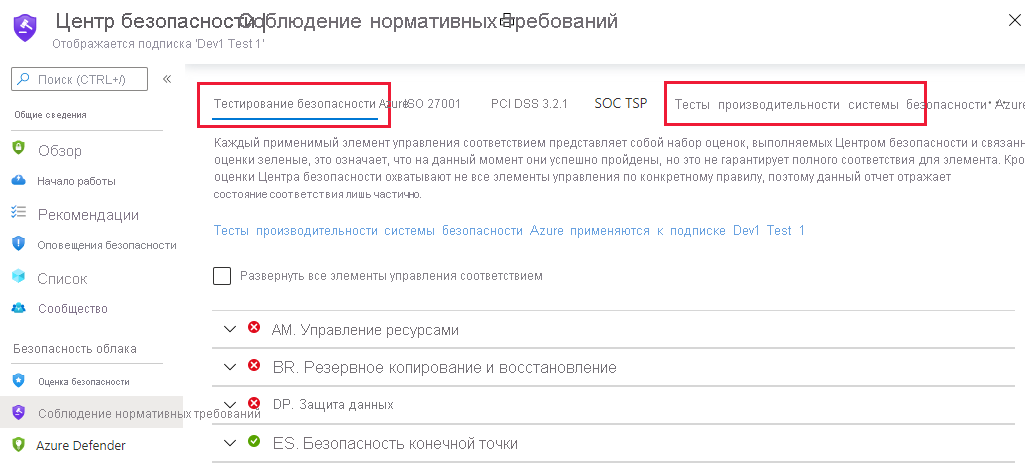 Центр безопасности | Соблюдение нормативных требований
Отображается подписка 'Dev1 Test 1'
Поиск (CTRL+/)
«
Общие сведения
Обзор
Начало работы
Рекомендации
Оповещения безопасности
Список
Сообщество
Безопасность облака
Оценка безопасности
Соблюдение нормативных требований
Azure Defender
Тестирование безопасности Azure ISO 27001 PCI DSS 3.2.1 SOC TSP Тесты производительности системы безопасности Azure ...
Каждый применимый элемент управления соответствием представляет собой набор оценок, выполняемых Центром безопасности и связанн
оценки зеленые, это означает, что на данный момент они успешно пройдены, но это не гарантирует полного соответствия для элемента. Кро
оценки Центра безопасности охватывают не все элементы управления по конкретному правилу, поэтому данный отчет отражает
состояние соответствия лишь частично.
Тесты производительности системы безопасности Azure применяются к подписке Dev1 Test 1
Развернуть все элементы управления соответствием
AM. Управление ресурсами
BR. Резервное копирование и восстановление
DP. Защита данных
ES. Безопасность конечной точки